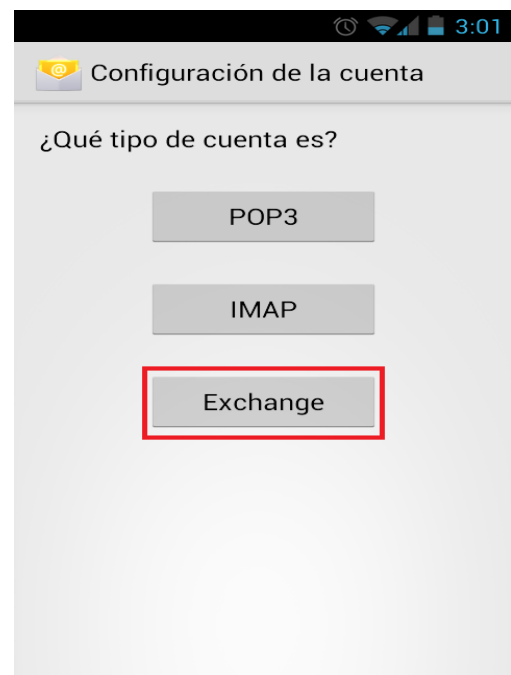 3:01
Configuración de la cuenta
¿Qué tipo de cuenta es?
POP3
IMAP
Exchange